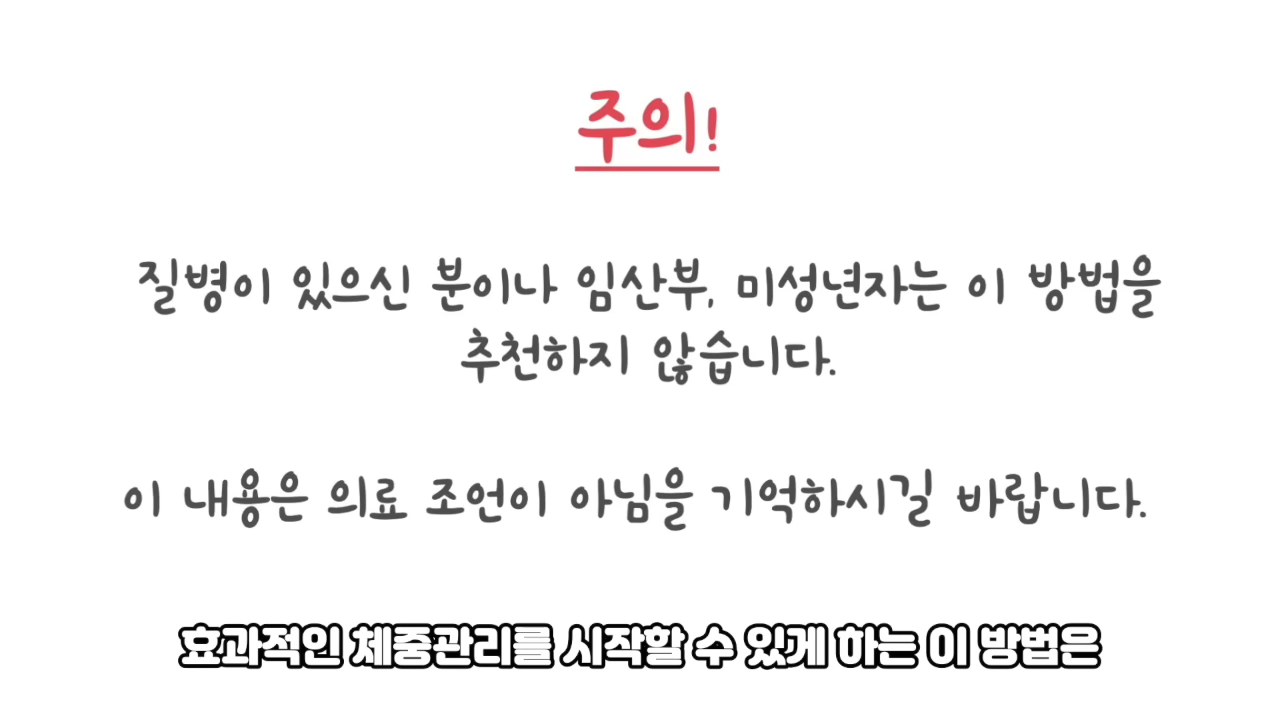 주의!
질병이 있으신 분이나 임산부, 미성년자는 이 방법을
추천하지 않습니다.
이 내용은 의료 조언이 아님을 기억하시길 바랍니다.
효과적인 체중관리를 시작할 수 있게 하는 이 방법은